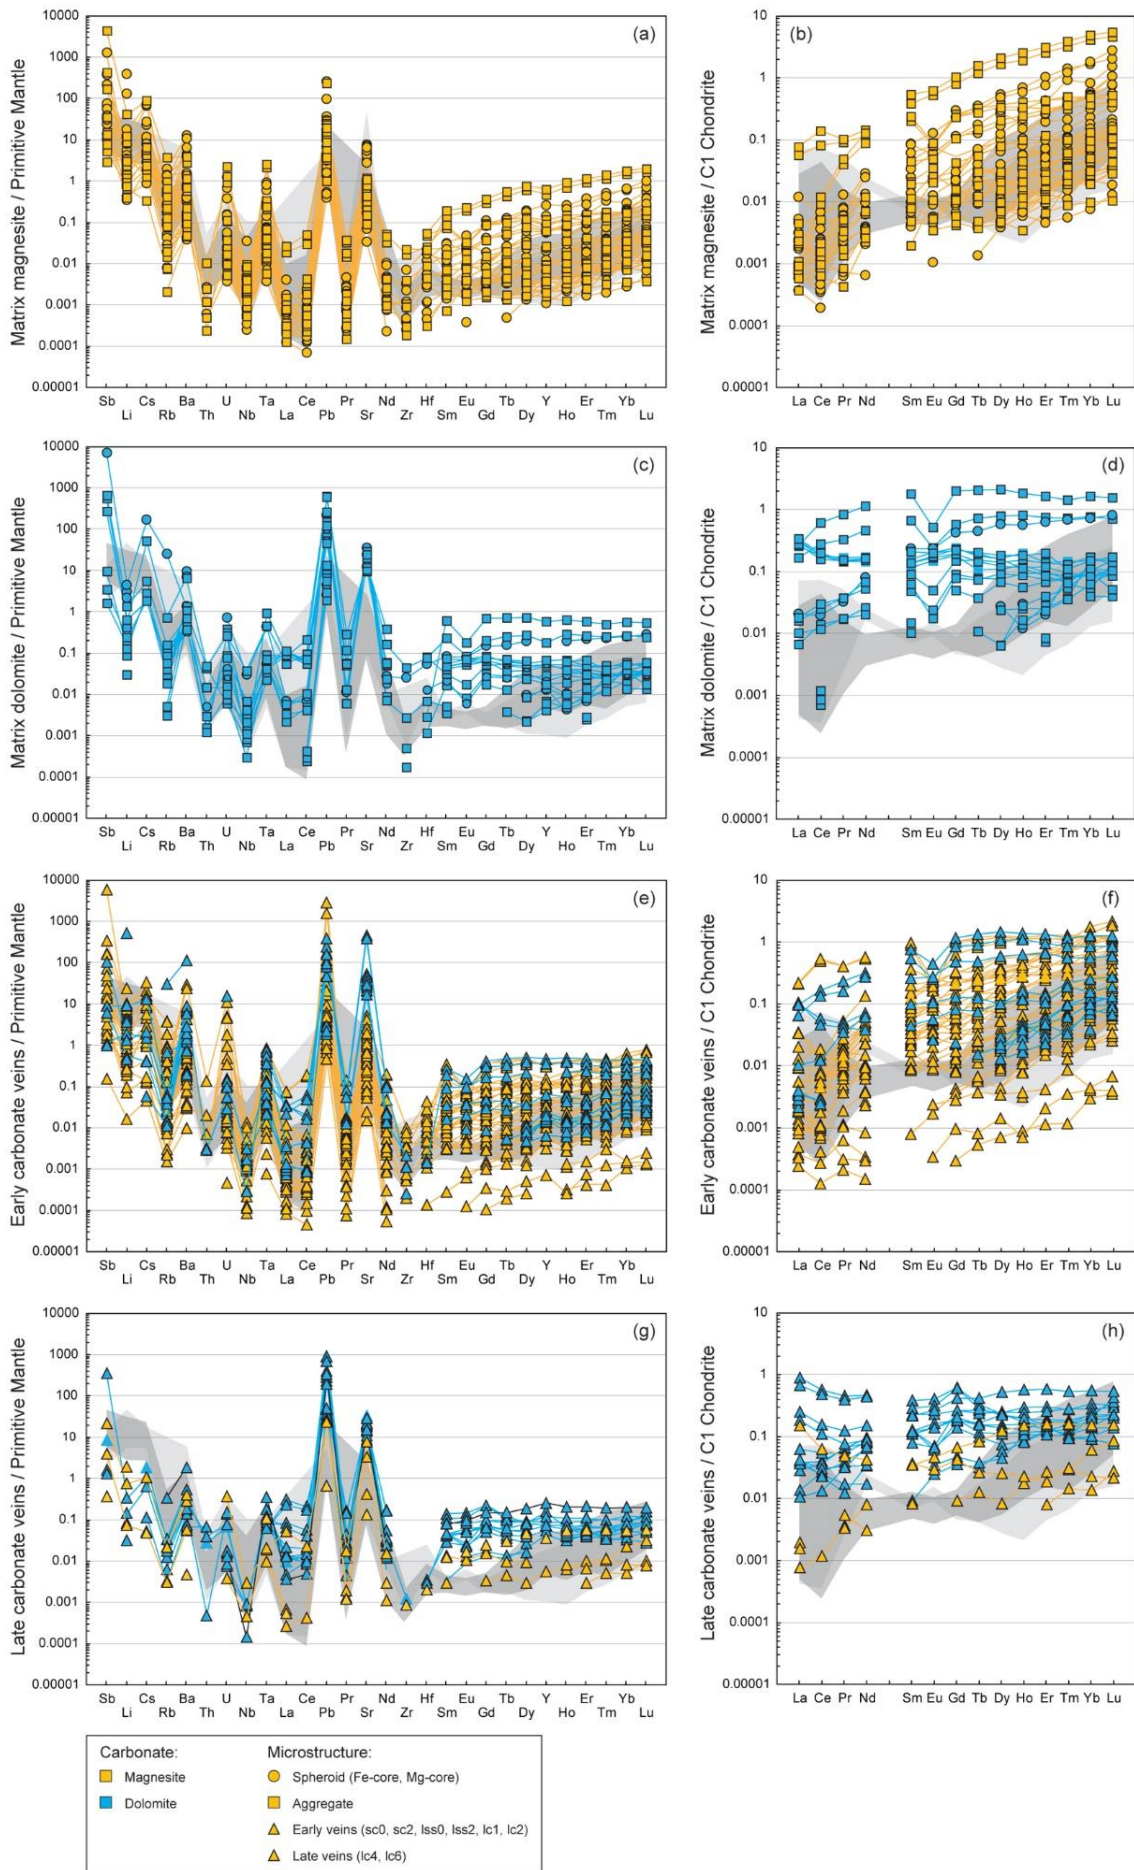 (a)
Matrix magnesite / Primitive Mantle
10000
1000
100
10
1
0.1
0.01
0.001
0.0001
0.00001
Sb Cs Ba U Ta Ce Pr Nd Hf Eu Tb Y Er Yb
Li Rb Th Nb La Pb Sr Zr Sm Gd Dy Ho Tm Lu
(b)
Matrix magnesite / C1 Chondrite
10
1
0.1
0.01
0.001
0.0001
0.00001
La Ce Pr Nd Sm Eu Gd Tb Dy Ho Er Tm Yb Lu
(c)
Matrix dolomite / Primitive Mantle
10000
1000
100
10
1
0.1
0.01
0.001
0.0001
0.00001
Sb Cs Ba U Ta Ce Pb Sr Zr Sm Gd Dy Ho Tm Lu
Li Rb Th Nb La Pr Nd Hf Eu Tb Y Er Yb
(d)
Matrix dolomite / C1 Chondrite
10
1
0.1
0.01
0.001
0.0001
0.00001
La Ce Pr Nd Sm Eu Gd Tb Dy Ho Er Tm Yb Lu
(e)
Early carbonate veins / Primitive Mantle
10000
1000
100
10
1
0.1
0.01
0.001
0.0001
0.00001
Sb Cs Ba U Ta Ce Pb Sr Zr Sm Gd Dy Ho Tm Lu
Li Rb Th Nb La Pr Nd Hf Eu Tb Y Er Yb
(f)
Early carbonate veins / C1 Chondrite
10
1
0.1
0.01
0.001
0.0001
0.00001
La Ce Pr Nd Sm Eu Gd Tb Dy Ho Er Tm Yb Lu
(g)
Late carbonate veins / Primitive Mantle
10000
1000
100
10
1
0.1
0.01
0.001
0.0001
0.00001
Sb Cs Ba U Ta Ce Pb Sr Zr Sm Gd Dy Ho Tm Lu
Li Rb Th Nb La Pr Nd Hf Eu Tb Y Er Yb
(h)
Late carbonate veins / C1 Chondrite
10
1
0.1
0.01
0.001
0.0001
0.00001
La Ce Pr Nd Sm Eu Gd Tb Dy Ho Er Tm Yb Lu
Carbonate:
Magnesite
Dolomite
Microstructure:
Spheroid (Fe-core, Mg-core)
Aggregate
Early veins (sc0, sc2, lss0, lss2, lc1, lc2)
Late veins (lc4, lc6)